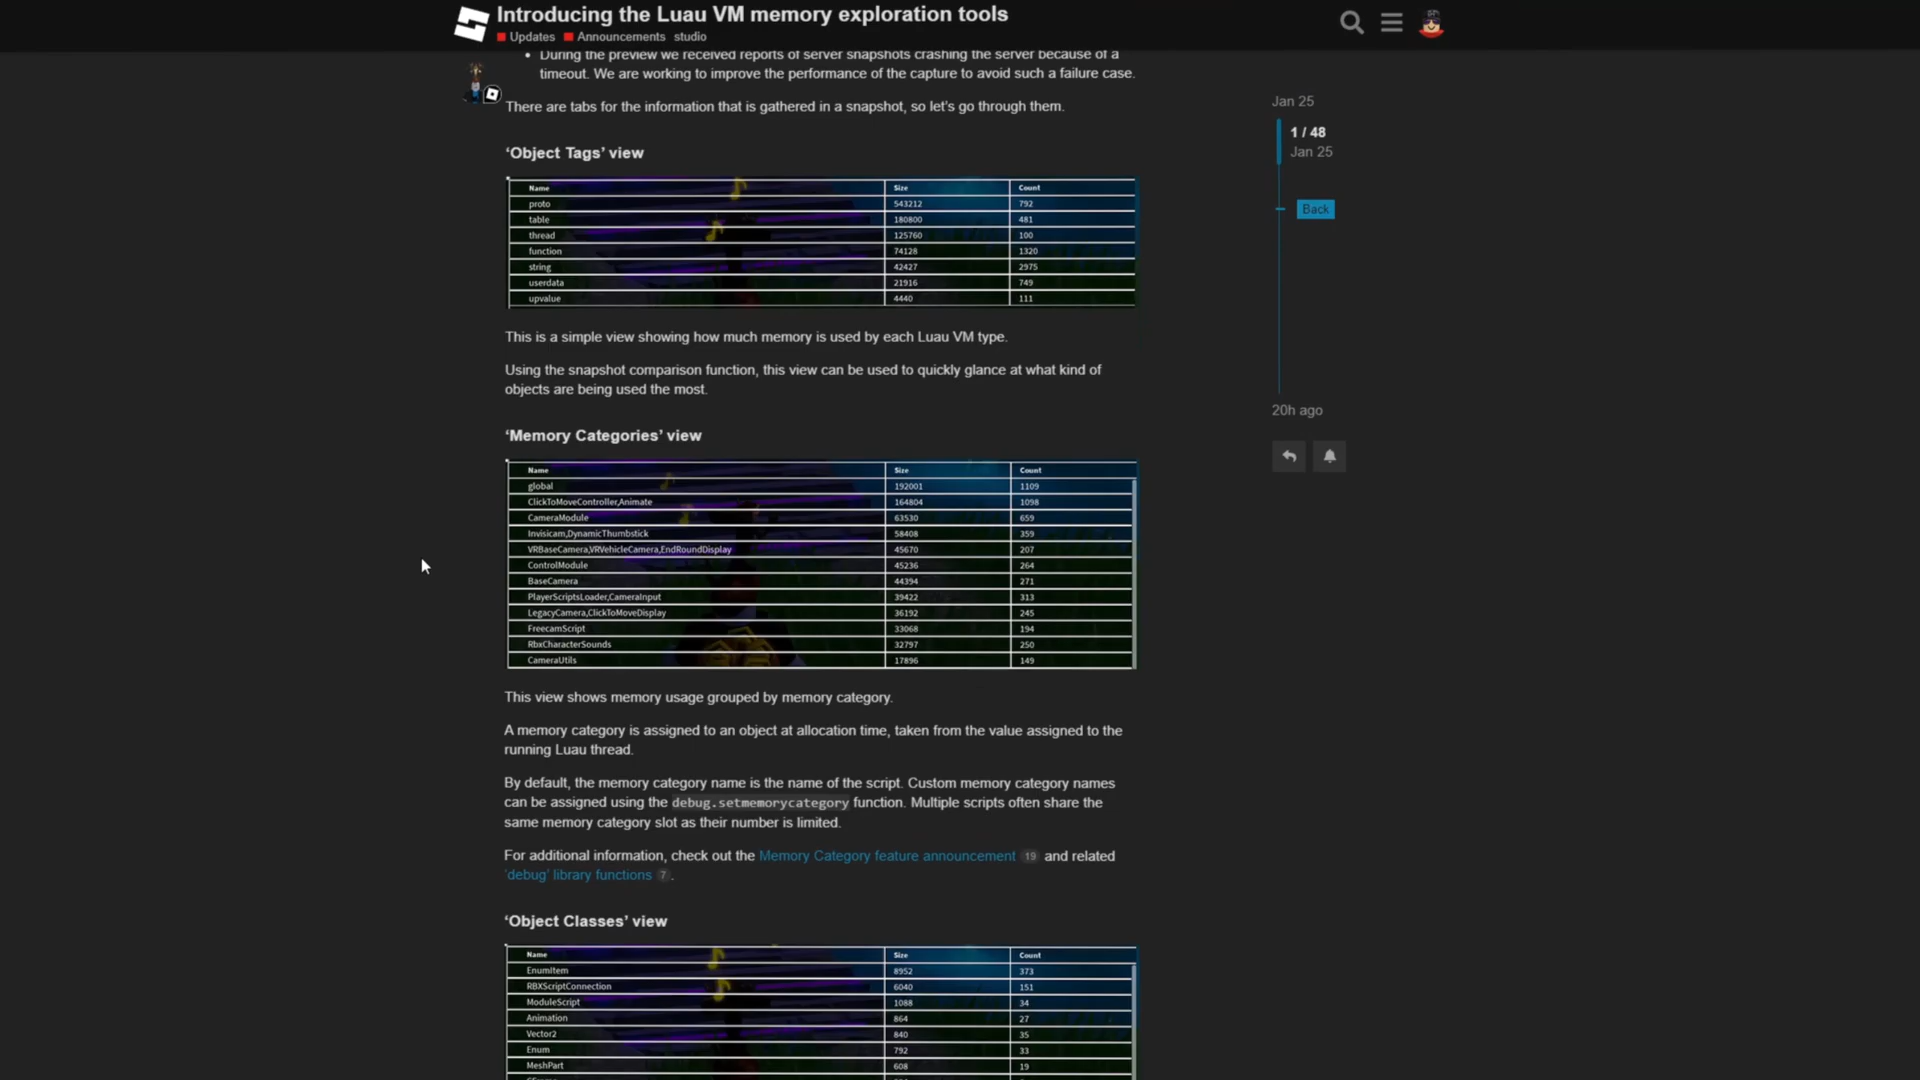 Introducing the Luau VM memory exploration tools
Updates Announcements studio
• During the preview we received reports of server snapshots crashing the server because of a
timeout. We are working to improve the performance of the capture to avoid such a failure case.
There are tabs for the information that is gathered in a snapshot, so let's go through them.
Jan 25
1 / 48
Jan 25
Back
20h ago
‘Object Tags’ view
Name Size Count
proto 543212 792
table 180800 481
thread 125760 100
function 74128 1320
string 42427 2975
userdata 21916 749
upvalue 4440 111
This is a simple view showing how much memory is used by each Luau VM type.
Using the snapshot comparison function, this view can be used to quickly glance at what kind of
objects are being used the most.
‘Memory Categories’ view
Name Size Count
global 192001 1109
ClickToMoveController,Animate 164804 1098
CameraModule 63530 659
Invisicam,DynamicThumbstick 58408 359
VRBaseCamera,VRVehicleCamera,EndRoundDisplay 45670 207
ControlModule 45236 264
BaseCamera 44394 271
PlayerScriptsLoader,CameraInput 39422 313
LegacyCamera,ClickToMoveDisplay 36192 245
FreecamScript 33068 194
RbxCharacterSounds 32797 250
CameraUtils 17896 149
This view shows memory usage grouped by memory category.
A memory category is assigned to an object at allocation time, taken from the value assigned to the
running Luau thread.
By default, the memory category name is the name of the script. Custom memory category names
can be assigned using the debug.setmemorycategory function. Multiple scripts often share the
same memory category slot as their number is limited.
For additional information, check out the Memory Category feature announcement 19 and related
‘debug’ library functions 7.
‘Object Classes’ view
Name Size Count
EnumItem 8952 373
RBXScriptConnection 6040 151
ModuleScript 1088 34
Animation 864 27
Vector2 840 35
Enum 792 33
MeshPart 608 19